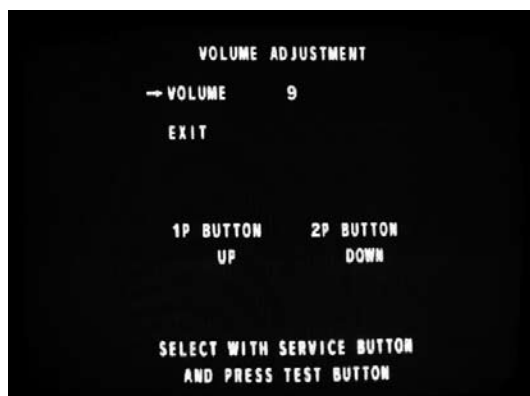 VOLUME ADJUSTMENT
→ VOLUME 9
EXIT
1P BUTTON 2P BUTTON
UP DOWN
SELECT WITH SERVICE BUTTON
AND PRESS TEST BUTTON